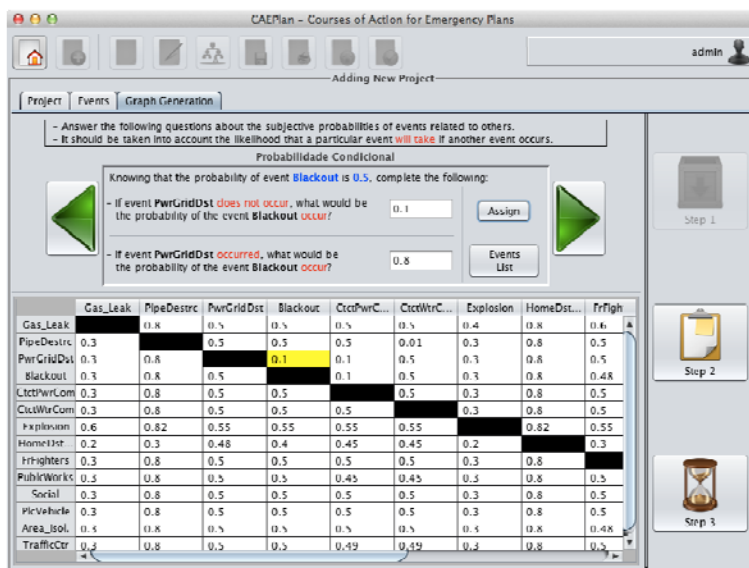 CAEPlan – Courses of Action for Emergency Plans
admin
Adding New Project
Project Events Graph Generation
- Answer the following questions about the subjective probabilities of events related to others.
- It should be taken into account the likelihood that a particular event will take if another event occurs.
Probabilidade Condicional
Knowing that the probability of event Blackout is 0.5, complete the following:
- If event PwrGridDst does not occur, what would be
the probability of the event Blackout occur?
0.1
Assign
- If event PwrGridDst occurred, what would be
the probability of the event Blackout occur?
0.8
Events
List
Step 1
Step 2
Step 3
Gas_Leak PipeDestrc PwrGridDst Blackout CtctPwrC... CtctWtrC... Explosion HomeDst... FrFigh
Gas_Leak 0.8 0.5 0.5 0.5 0.5 0.4 0.8 0.6
PipeDestrc 0.3 0.5 0.5 0.5 0.01 0.3 0.8 0.5
PwrGridDst 0.3 0.8 0.1 0.1 0.5 0.3 0.8 0.5
Blackout 0.3 0.8 0.5 0.1 0.5 0.3 0.8 0.48
CtctPwrCom 0.3 0.8 0.5 0.5 0.5 0.3 0.8 0.5
CtctWtrCom 0.3 0.8 0.5 0.5 0.5 0.3 0.8 0.5
Explosion 0.6 0.82 0.55 0.55 0.55 0.55 0.82 0.55
HomeDst... 0.2 0.3 0.48 0.4 0.45 0.45 0.2 0.3
FrFighters 0.3 0.8 0.5 0.5 0.5 0.5 0.3 0.8
PublcWorks 0.3 0.8 0.5 0.5 0.45 0.45 0.3 0.8 0.5
Social 0.3 0.8 0.5 0.5 0.5 0.5 0.3 0.8 0.5
PlcVehicle 0.3 0.8 0.5 0.5 0.5 0.5 0.3 0.8 0.5
Area_Isol. 0.3 0.8 0.5 0.5 0.5 0.5 0.3 0.8 0.48
TrafficCtr 0.3 0.8 0.5 0.5 0.49 0.49 0.3 0.8 0.5